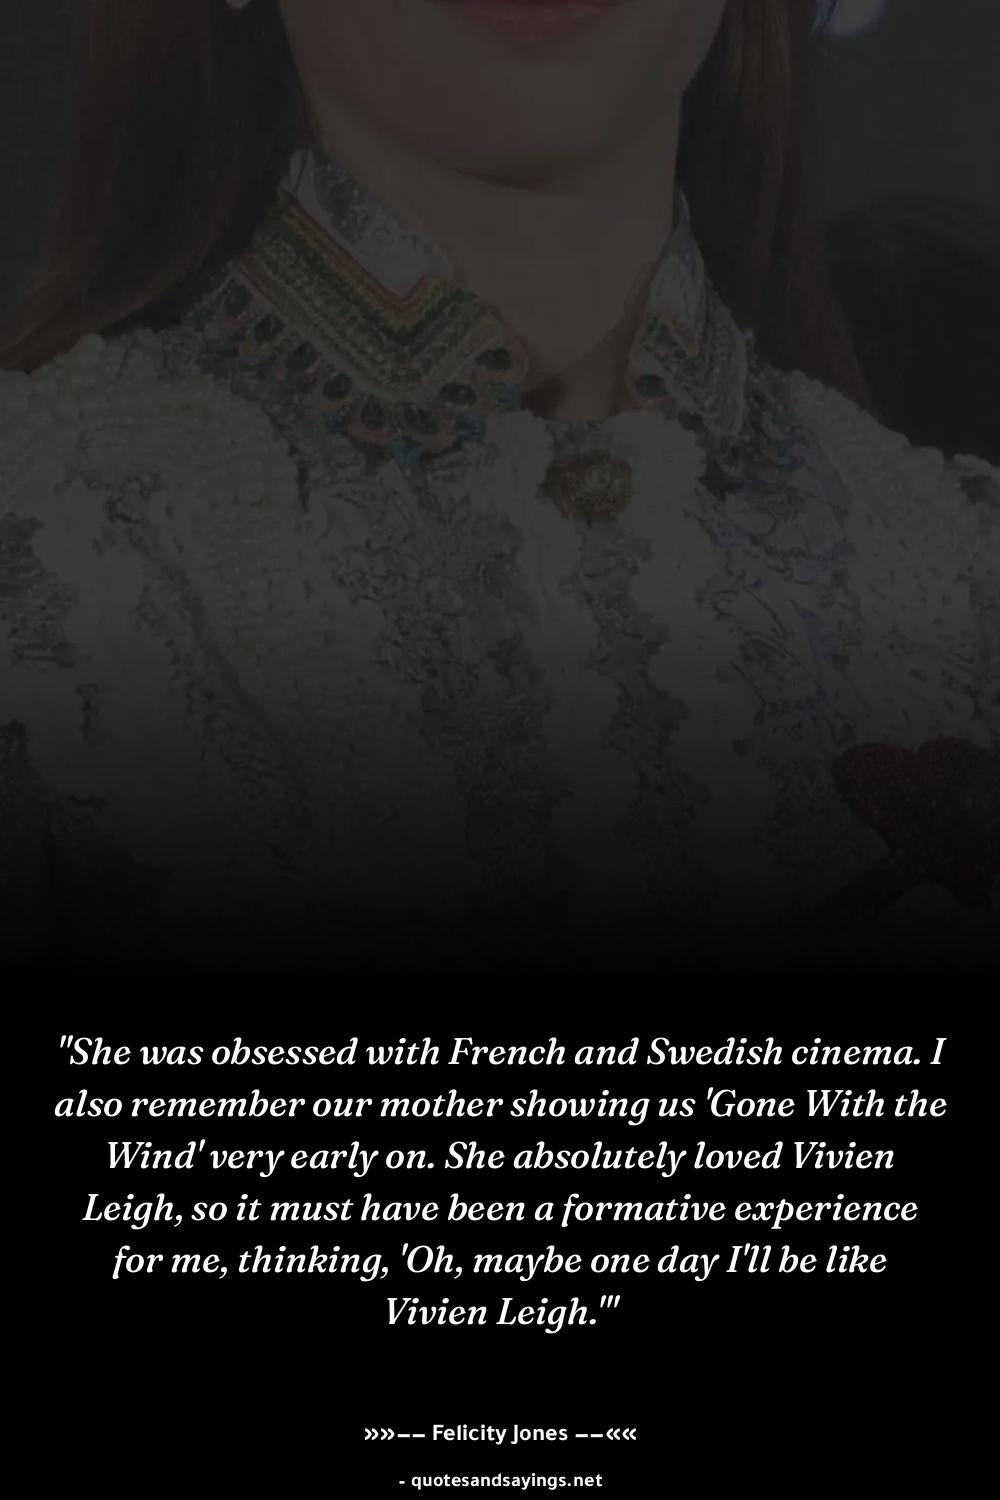 "She was obsessed with French and Swedish cinema. I
also remember our mother showing us 'Gone With the
Wind' very early on. She absolutely loved Vivien
Leigh, so it must have been a formative experience
for me, thinking, 'Oh, maybe one day I'll be like
Vivien Leigh.'"
»»−− Felicity Jones −−««
- quotesandsayings.net